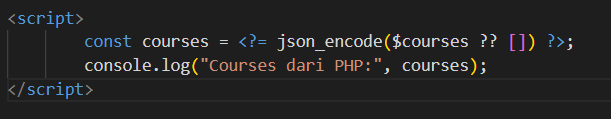 <script>
const courses = <?= json_encode($courses ?? []) ?>;
console.log("Courses dari PHP:", courses);
</script>